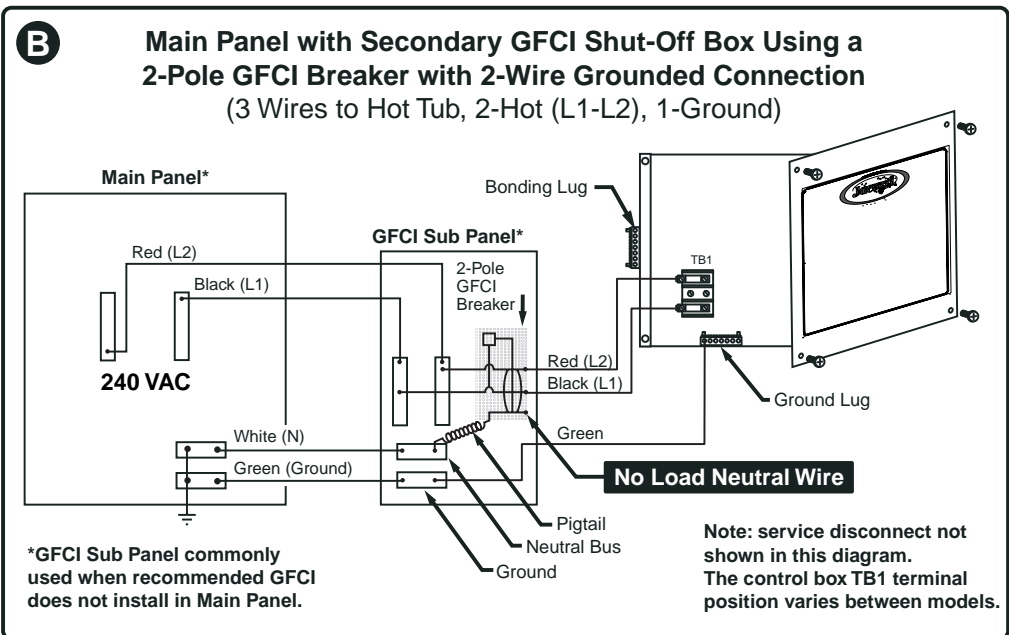 B
Main Panel with Secondary GFCI Shut-Off Box Using a
2-Pole GFCI Breaker with 2-Wire Grounded Connection
(3 Wires to Hot Tub, 2-Hot (L1-L2), 1-Ground)
Main Panel*
Bonding Lug
GFCI Sub Panel*
Red (L2)
2-Pole
GFCI
Breaker
TB1
Black (L1)
240 VAC
Red (L2)
Black (L1)
Ground Lug
White (N)
Green
Green (Ground)
No Load Neutral Wire
Pigtail
Neutral Bus
Ground
*GFCI Sub Panel commonly
used when recommended GFCI
does not install in Main Panel.
Note: service disconnect not
shown in this diagram.
The control box TB1 terminal
position varies between models.